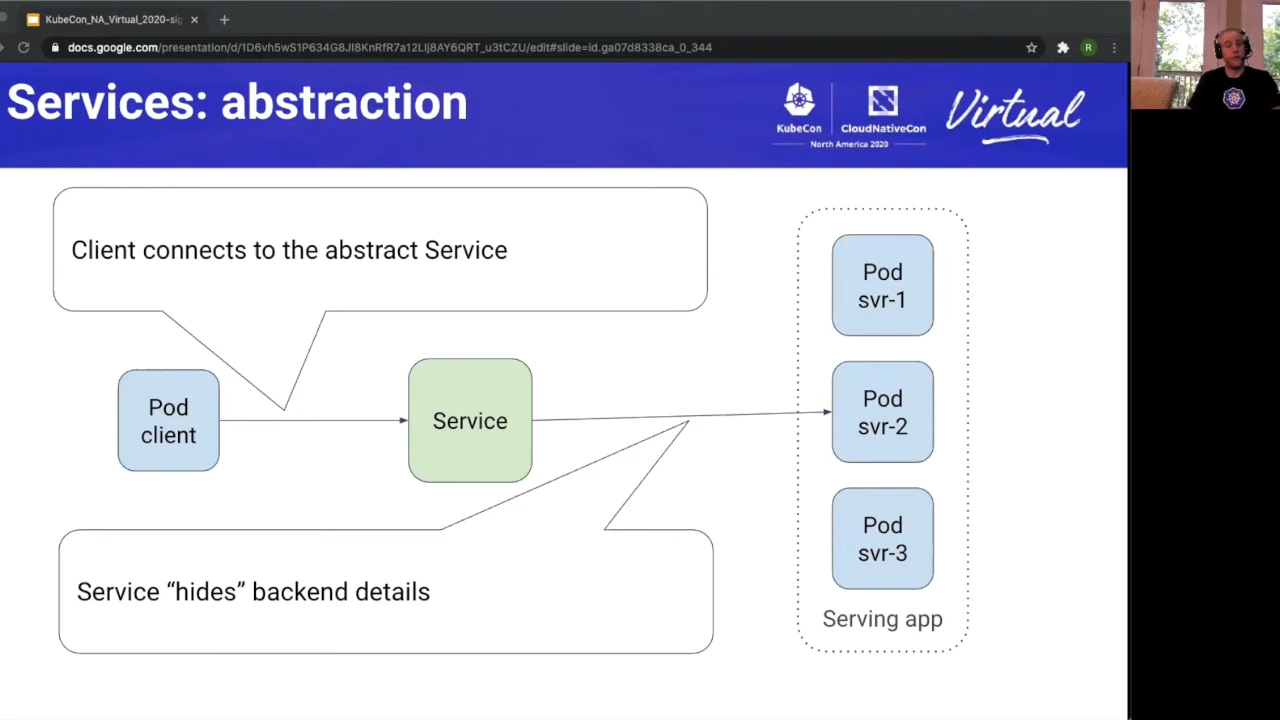 KubeCon_NA_Virtual_2020-sig
docs.google.com/presentation/d/1D6vh5wS1P634G8JI8KnRfR7a12LIj8AY6QRT_u3tCZU/edit#slide=id.ga07d8338ca_0_344
R
Services: abstraction
KubeCon
CloudNativeCon
North America 2020
Virtual
Client connects to the abstract Service
Pod
svr-1
Pod
client
Service
Pod
svr-2
Pod
svr-3
Service “hides” backend details
Serving app